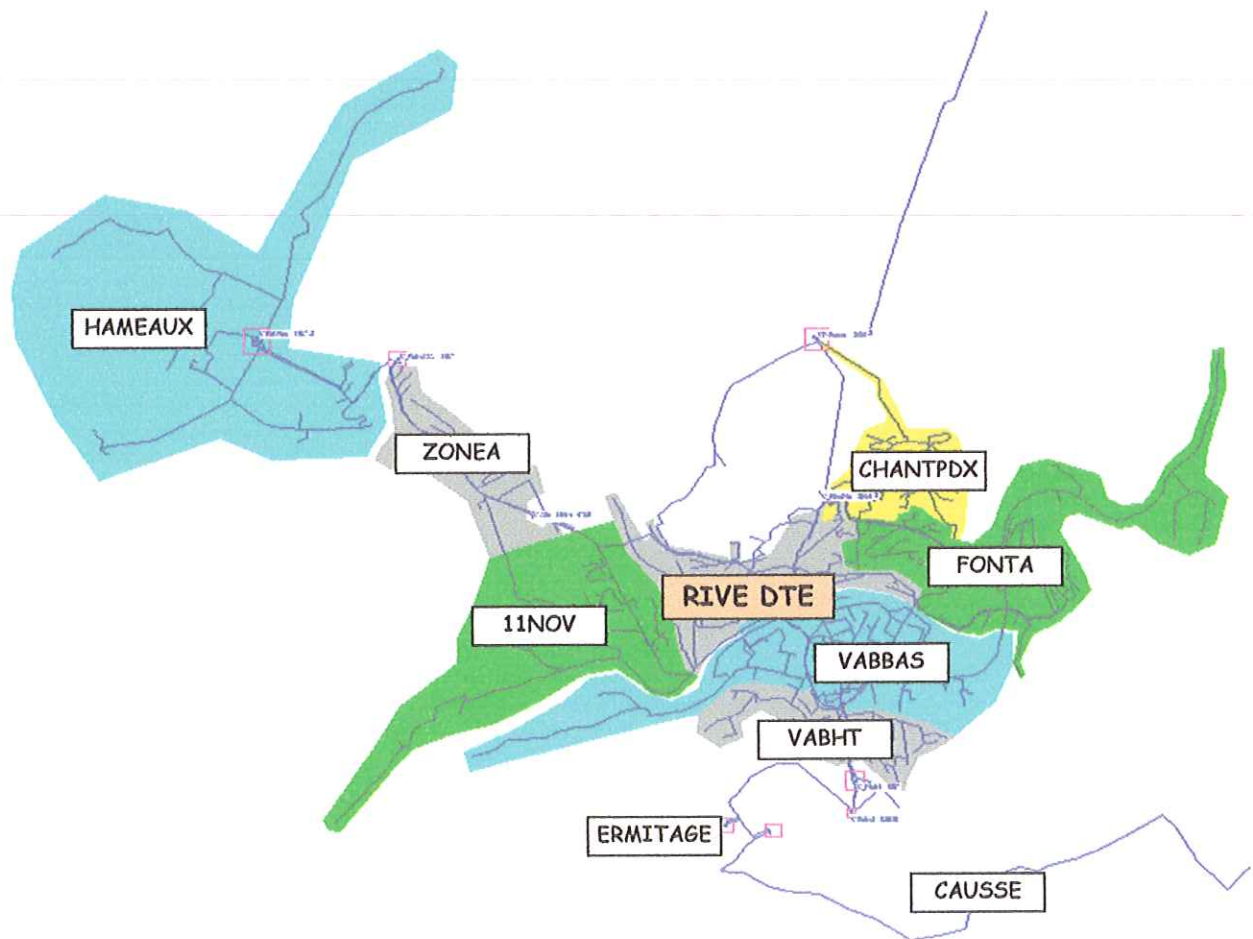 HAMEAUX
ZONEA
CHANTPDX
FONTA
RIVE DTE
11NOV
VABBAS
VABHT
ERMITAGE
CAUSSE